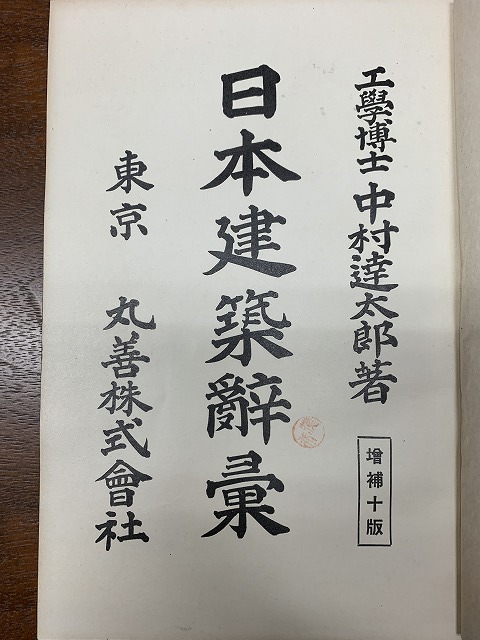 工學博士 中村達太郎著
增補十版
日本建築辭彙
東京 丸善株式會社